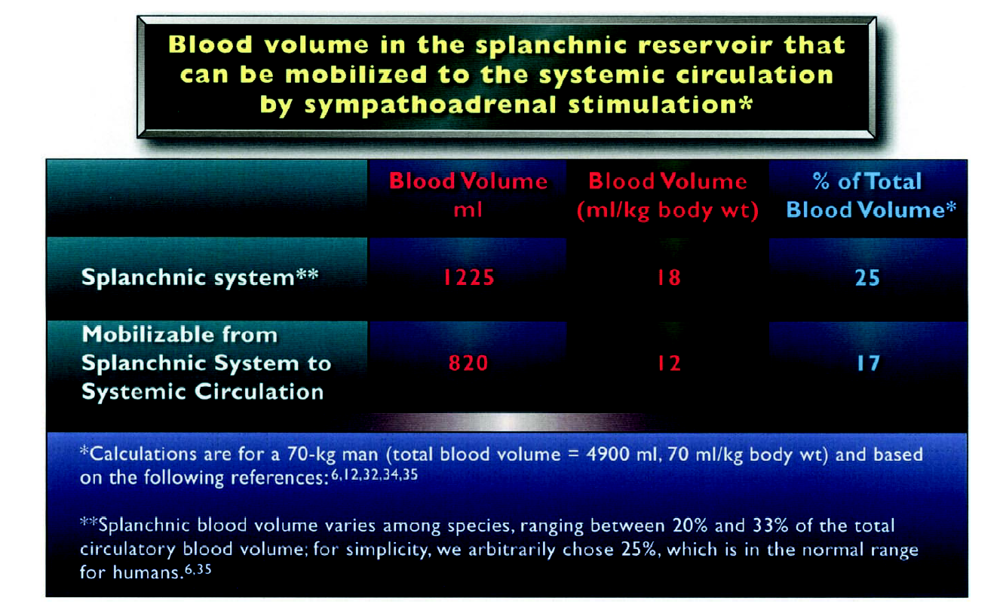 Blood volume in the splanchnic reservoir that
can be mobilized to the systemic circulation
by sympathoadrenal stimulation*
Blood Volume
ml
Blood Volume
(ml/kg body wt)
% of Total
Blood Volume*
Splanchnic system**
1225
18
25
Mobilizable from
Splanchnic System to
Systemic Circulation
820
12
17
*Calculations are for a 70-kg man (total blood volume = 4900 ml, 70 ml/kg body wt) and based
on the following references:6,12,32,34,35
**Splanchnic blood volume varies among species, ranging between 20% and 33% of the total
circulatory blood volume; for simplicity, we arbitrarily chose 25%, which is in the normal range
for humans.6,35